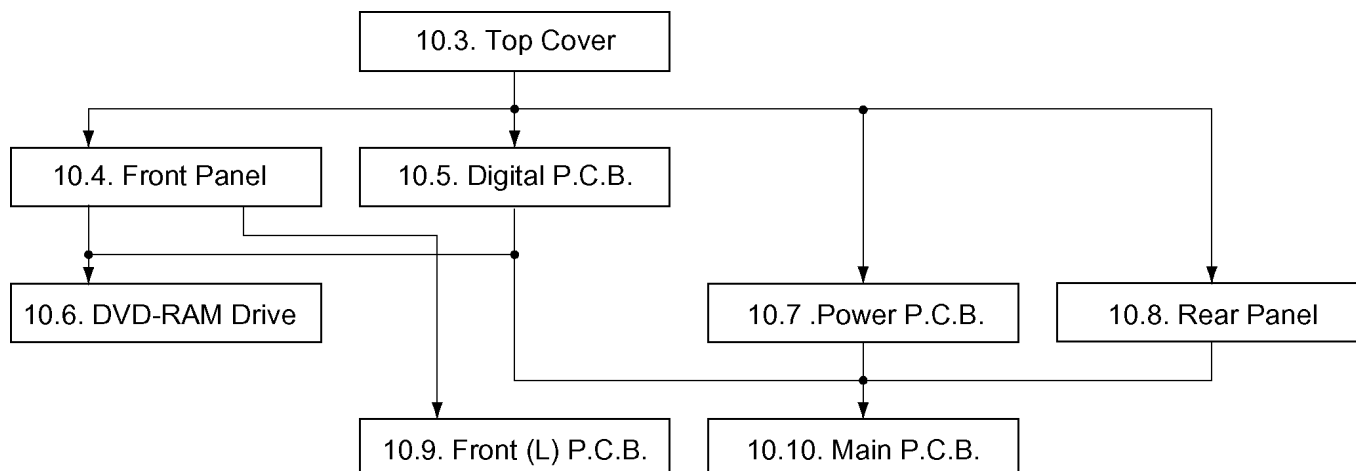 10.3. Top Cover
10.4. Front Panel
10.5. Digital P.C.B.
10.6. DVD-RAM Drive
10.7 .Power P.C.B.
10.8. Rear Panel
10.9. Front (L) P.C.B.
10.10. Main P.C.B.